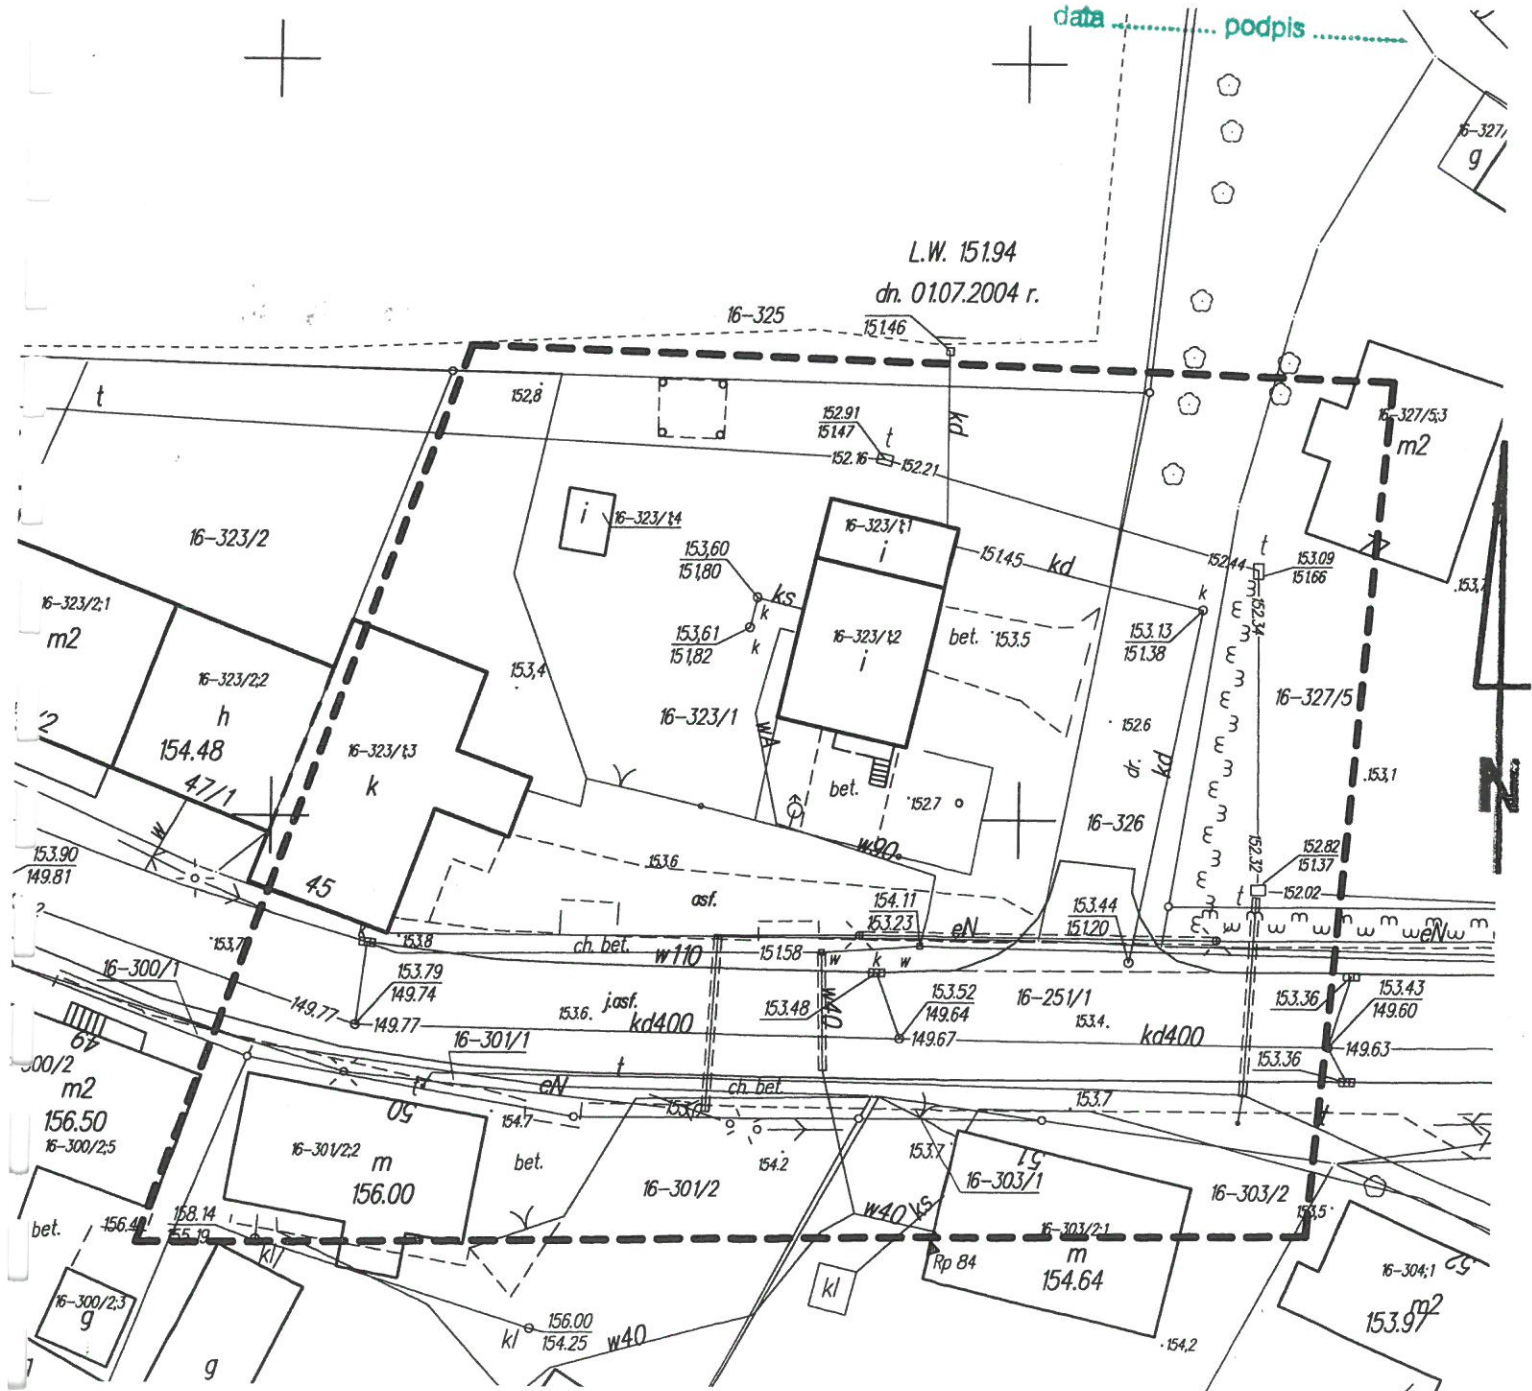 data ............ podpis ............
16-327/
g
L.W. 151.94
dn. 01.07.2004 r.
16-325
151.46
t
152,8
152.91
151.47
t
kd
16-327/5;3
m2
152.16
152.21
16-323/2
i
16-323/1;4
16-323/1;1
i
151.45
kd
152.44
t
153.09
151.66
153,60
151,80
ks
k
k
152.34
16-323/2;1
m2
153,61
151,82
k
16-323/1;2
i
bet.
153.5
153.13
151.38
153,4
16-323/2;2
h
154.48
16-323/1
16-327/5
152.6
wA
16-323/1;3
k
dr.
kd
153,1
47/1
bet.
152.7
N
16-326
w
w90
153.90
149.81
153.6
152.32
152.82
151.37
45
asf.
154.11
153.23
153.44
151.20
t
152.02
eN
eN
153,7
153.8
ch. bet.
w110
151.58
w
k
w
16-300/1
153.79
149.74
153.48
153.52
149.64
16-251/1
153.36
153.43
149.60
149.77
149.77
153.6
j.asf.
kd400
w40
149.67
153.4
kd400
149.63
49
16-301/1
153.36
300/2
m2
156.50
16-300/2;5
t
t
eN
ch. bet.
50
154.7
153.7
t
16-301/2;2
m
156.00
bet.
154.2
153.7
51
16-301/2
16-303/1
16-303/2
158.14
155.19
bet.
w40
ks
153,5
kl
16-303/2;1
m
154.64
Rp 84
52
16-304;1
m2
153.97
16-300/2;3
g
kl
kl
156.00
154.25
w40
g
154,2